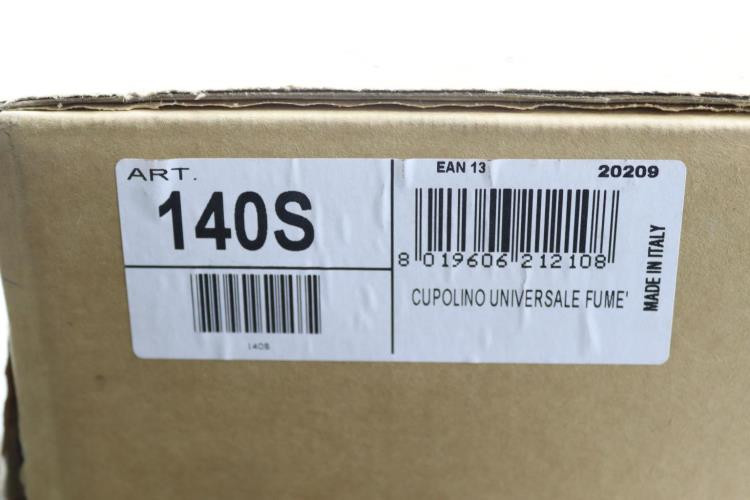 ART.
140S
140S
EAN 13
20209
8 019606 212108
CUPOLINO UNIVERSALE FUME'
MADE IN ITALY